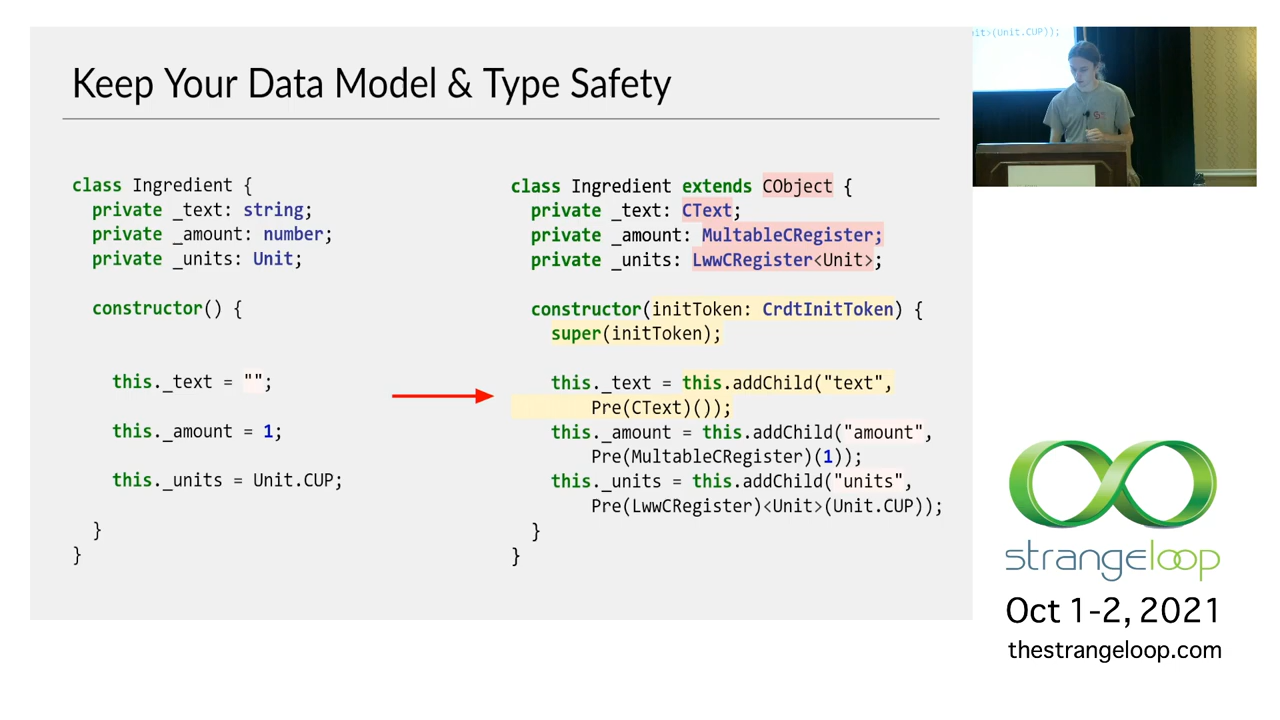 it>(Unit.CUP));
Keep Your Data Model & Type Safety
class Ingredient {
private _text: string;
private _amount: number;
private _units: Unit;
constructor() {
this._text = "";
this._amount = 1;
this._units = Unit.CUP;
}
}
class Ingredient extends CObject {
private _text: CText;
private _amount: MultableCRegister;
private _units: LwwCRegister<Unit>;
constructor(initToken: CrdtInitToken) {
super(initToken);
this._text = this.addChild("text",
Pre(CText)());
this._amount = this.addChild("amount",
Pre(MultableCRegister)(1));
this._units = this.addChild("units",
Pre(LwwCRegister)<Unit>(Unit.CUP));
}
}
strangeloop
Oct 1-2, 2021
thestrangeloop.com